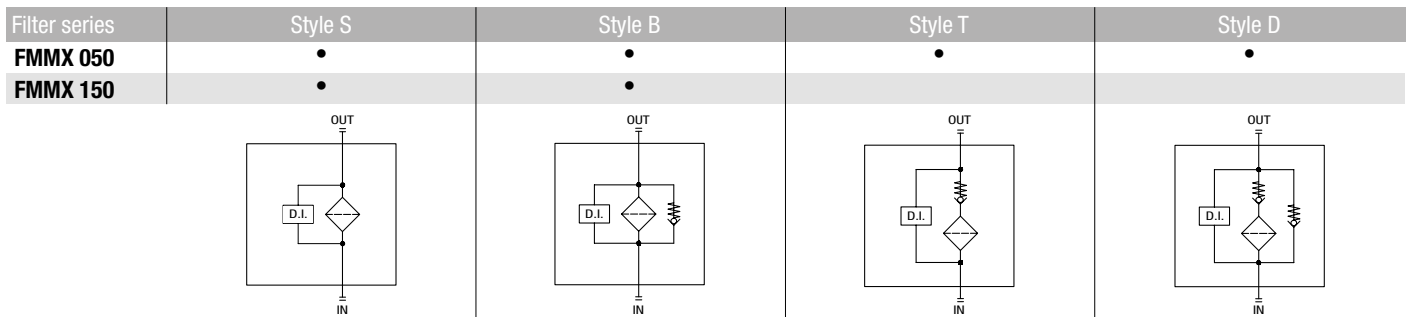 Filter series Style S Style B Style T Style D
FMMX 050 • • • •
FMMX 150 • •
OUT OUT OUT OUT
D.I. D.I. D.I. D.I.
IN IN IN IN